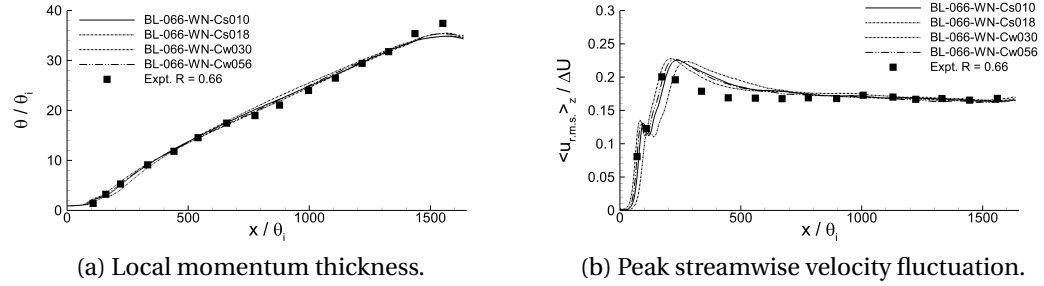 BL-066-WN-Cs010
BL-066-WN-Cs018
BL-066-WN-Cw030
BL-066-WN-Cw056
Expt. R = 0.66
40
30
20
10
0
θ / θi
0
500
1000
1500
x / θi
(a) Local momentum thickness.
BL-066-WN-Cs010
BL-066-WN-Cs018
BL-066-WN-Cw030
BL-066-WN-Cw056
Expt. R = 0.66
0.3
0.25
0.2
0.15
0.1
0.05
0
<u r.m.s. > z / ΔU
0
500
1000
1500
x / θi
(b) Peak streamwise velocity fluctuation.